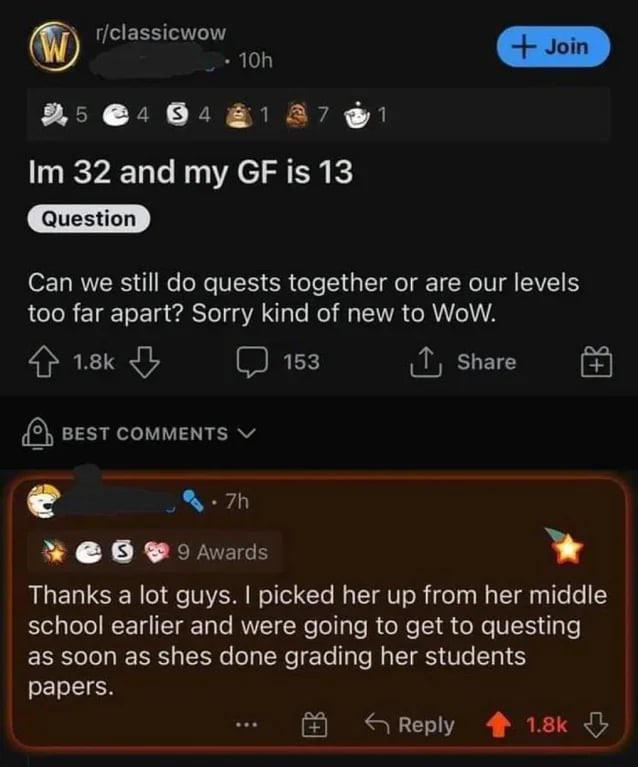 r/classicwow
· 10h
+ Join
5 4 S 4 1 7 1
Im 32 and my GF is 13
Question
Can we still do quests together or are our levels
too far apart? Sorry kind of new to WoW.
1.8k 153 Share
BEST COMMENTS
· 7h
S 9 Awards
Thanks a lot guys. I picked her up from her middle
school earlier and were going to get to questing
as soon as shes done grading her students
papers.
... Reply 1.8k